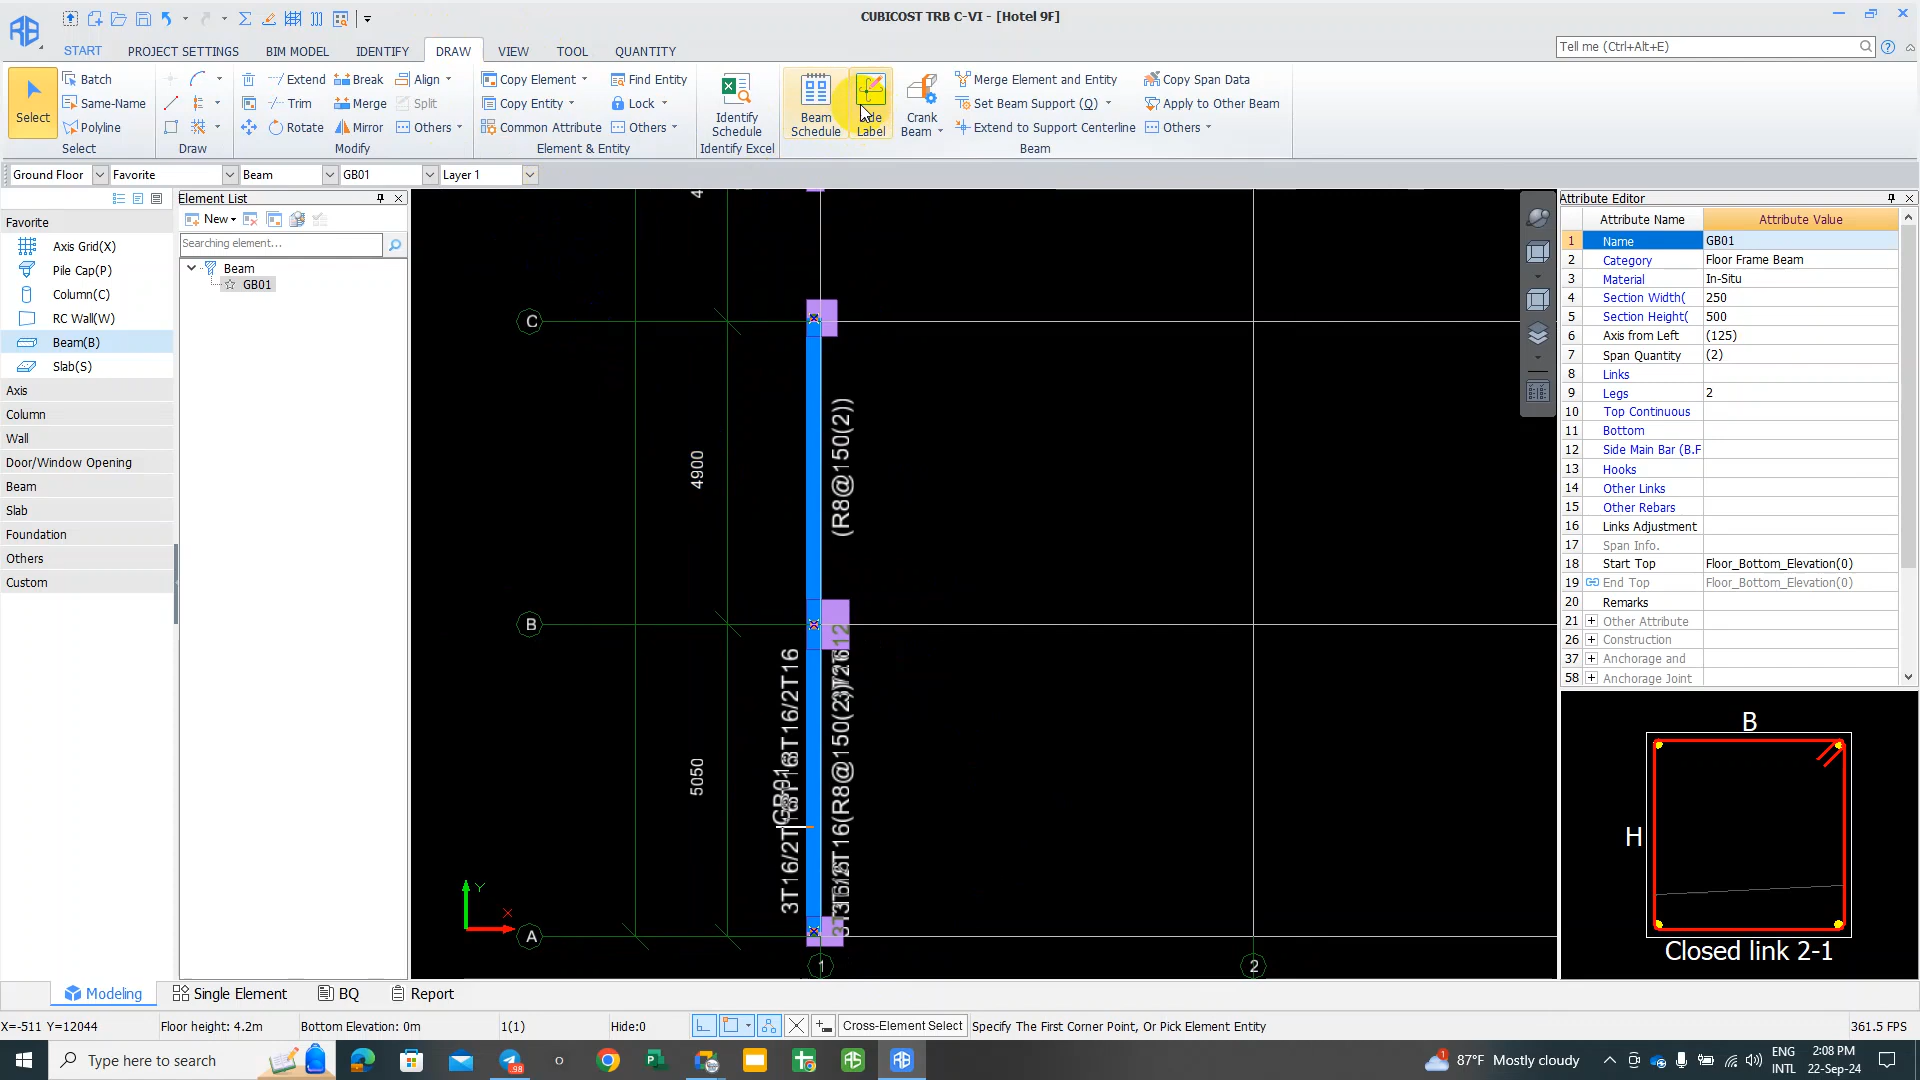 CUBICOST TRB C-VI - [Hotel 9F]
START
PROJECT SETTINGS
BIM MODEL
IDENTIFY
DRAW
VIEW
TOOL
QUANTITY
Tell me (Ctrl+Alt+E)
Select
Batch
Same-Name
Polyline
Select
Draw
Extend
Trim
Rotate
Break
Merge
Mirror
Align
Split
Others
Modify
Copy Element
Copy Entity
Common Attribute
Find Entity
Lock
Others
Element & Entity
Identify Schedule
Identify Excel
Beam Schedule
Label
Crank Beam
Merge Element and Entity
Set Beam Support (Q)
Extend to Support Centerline
Copy Span Data
Apply to Other Beam
Others
Beam
Ground Floor
Favorite
Beam
GB01
Layer 1
Favorite
Axis Grid(X)
Pile Cap(P)
Column(C)
RC Wall(W)
Beam(B)
Slab(S)
Axis
Column
Wall
Door/Window Opening
Beam
Slab
Foundation
Others
Custom
Element List
New
Searching element...
Beam
GB01
C
B
A
1
2
4
4900
5050
(R8@150(2))
GB01
Y
X
Attribute Editor
Attribute Name Attribute Value
1 Name GB01
2 Category Floor Frame Beam
3 Material In-Situ
4 Section Width( 250
5 Section Height( 500
6 Axis from Left (125)
7 Span Quantity (2)
8 Links
9 Legs 2
10 Top Continuous
11 Bottom
12 Side Main Bar (B.F
13 Hooks
14 Other Links
15 Other Rebars
16 Links Adjustment
17 Span Info.
18 Start Top Floor_Bottom_Elevation(0)
19 End Top Floor_Bottom_Elevation(0)
20 Remarks
21 Other Attribute
26 Construction
37 Anchorage and
58 Anchorage Joint
B
H
Closed link 2-1
Modeling
Single Element
BQ
Report
X=-511 Y=12044
Floor height: 4.2m
Bottom Elevation: 0m
1(1)
Hide:0
Cross-Element Select
Specify The First Corner Point, Or Pick Element Entity
361.5 FPS
Type here to search
87°F Mostly cloudy
ENG
INTL
2:08 PM
22-Sep-24